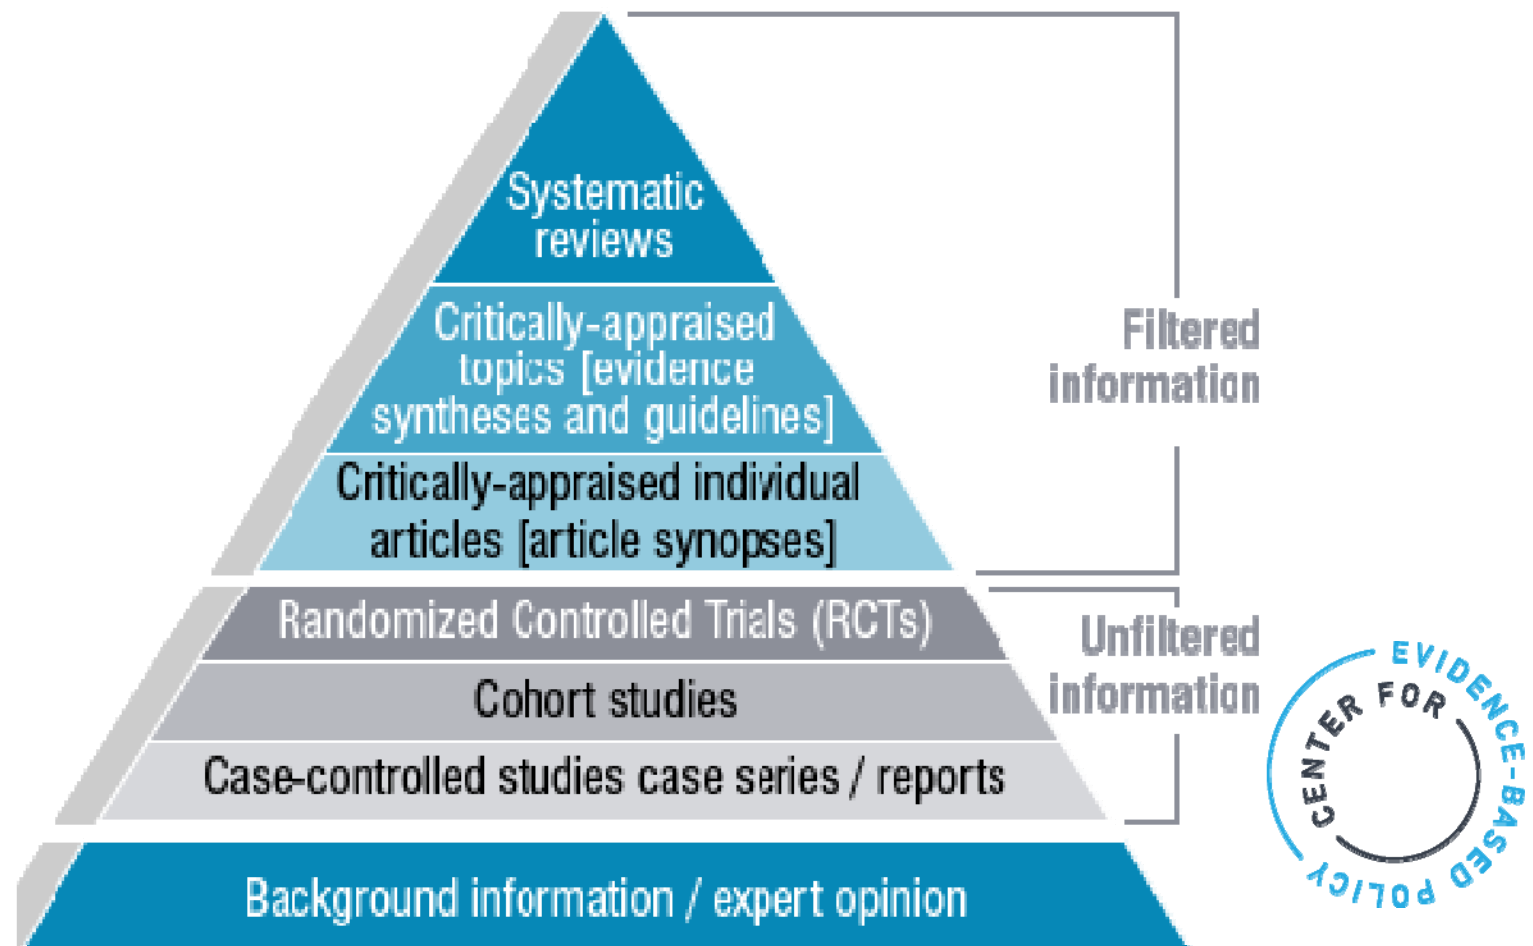 Systematic
reviews
Critically-appraised
topics [evidence
syntheses and guidelines]
Critically-appraised individual
articles [article synopses]
Filtered
information
Randomized Controlled Trials (RCTs)
Cohort studies
Case-controlled studies case series / reports
Unfiltered
information
Background information / expert opinion
CENTER FOR
EVIDENCE-BASED POLICY